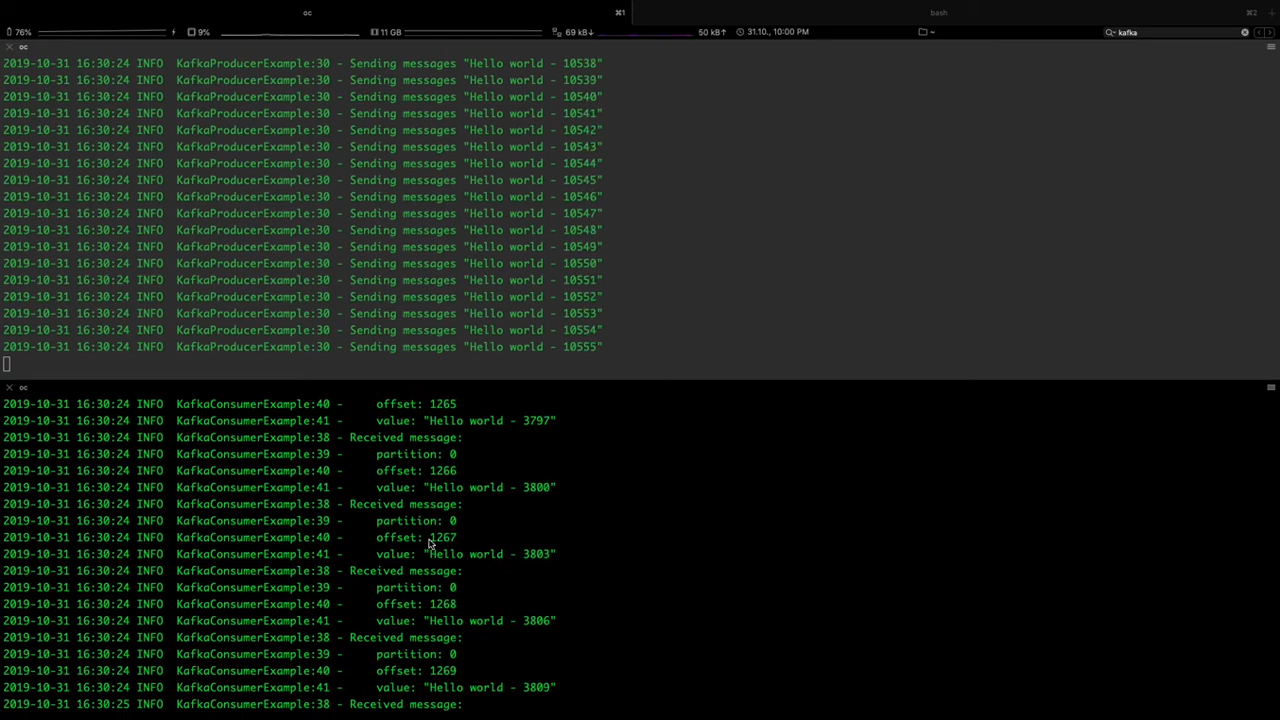 oc ⌘1 bash ⌘2 +
76% 9% 11 GB 69 kB↓ 50 kB↑ 31.10., 10:00 PM ~ kafka
oc
2019-10-31 16:30:24 INFO  KafkaProducerExample:30 - Sending messages "Hello world - 10538"
2019-10-31 16:30:24 INFO  KafkaProducerExample:30 - Sending messages "Hello world - 10539"
2019-10-31 16:30:24 INFO  KafkaProducerExample:30 - Sending messages "Hello world - 10540"
2019-10-31 16:30:24 INFO  KafkaProducerExample:30 - Sending messages "Hello world - 10541"
2019-10-31 16:30:24 INFO  KafkaProducerExample:30 - Sending messages "Hello world - 10542"
2019-10-31 16:30:24 INFO  KafkaProducerExample:30 - Sending messages "Hello world - 10543"
2019-10-31 16:30:24 INFO  KafkaProducerExample:30 - Sending messages "Hello world - 10544"
2019-10-31 16:30:24 INFO  KafkaProducerExample:30 - Sending messages "Hello world - 10545"
2019-10-31 16:30:24 INFO  KafkaProducerExample:30 - Sending messages "Hello world - 10546"
2019-10-31 16:30:24 INFO  KafkaProducerExample:30 - Sending messages "Hello world - 10547"
2019-10-31 16:30:24 INFO  KafkaProducerExample:30 - Sending messages "Hello world - 10548"
2019-10-31 16:30:24 INFO  KafkaProducerExample:30 - Sending messages "Hello world - 10549"
2019-10-31 16:30:24 INFO  KafkaProducerExample:30 - Sending messages "Hello world - 10550"
2019-10-31 16:30:24 INFO  KafkaProducerExample:30 - Sending messages "Hello world - 10551"
2019-10-31 16:30:24 INFO  KafkaProducerExample:30 - Sending messages "Hello world - 10552"
2019-10-31 16:30:24 INFO  KafkaProducerExample:30 - Sending messages "Hello world - 10553"
2019-10-31 16:30:24 INFO  KafkaProducerExample:30 - Sending messages "Hello world - 10554"
2019-10-31 16:30:24 INFO  KafkaProducerExample:30 - Sending messages "Hello world - 10555"
oc
2019-10-31 16:30:24 INFO  KafkaConsumerExample:40 -     offset: 1265
2019-10-31 16:30:24 INFO  KafkaConsumerExample:41 -     value: "Hello world - 3797"
2019-10-31 16:30:24 INFO  KafkaConsumerExample:38 - Received message:
2019-10-31 16:30:24 INFO  KafkaConsumerExample:39 -     partition: 0
2019-10-31 16:30:24 INFO  KafkaConsumerExample:40 -     offset: 1266
2019-10-31 16:30:24 INFO  KafkaConsumerExample:41 -     value: "Hello world - 3800"
2019-10-31 16:30:24 INFO  KafkaConsumerExample:38 - Received message:
2019-10-31 16:30:24 INFO  KafkaConsumerExample:39 -     partition: 0
2019-10-31 16:30:24 INFO  KafkaConsumerExample:40 -     offset: 1267
2019-10-31 16:30:24 INFO  KafkaConsumerExample:41 -     value: "Hello world - 3803"
2019-10-31 16:30:24 INFO  KafkaConsumerExample:38 - Received message:
2019-10-31 16:30:24 INFO  KafkaConsumerExample:39 -     partition: 0
2019-10-31 16:30:24 INFO  KafkaConsumerExample:40 -     offset: 1268
2019-10-31 16:30:24 INFO  KafkaConsumerExample:41 -     value: "Hello world - 3806"
2019-10-31 16:30:24 INFO  KafkaConsumerExample:38 - Received message:
2019-10-31 16:30:24 INFO  KafkaConsumerExample:39 -     partition: 0
2019-10-31 16:30:24 INFO  KafkaConsumerExample:40 -     offset: 1269
2019-10-31 16:30:24 INFO  KafkaConsumerExample:41 -     value: "Hello world - 3809"
2019-10-31 16:30:25 INFO  KafkaConsumerExample:38 - Received message: